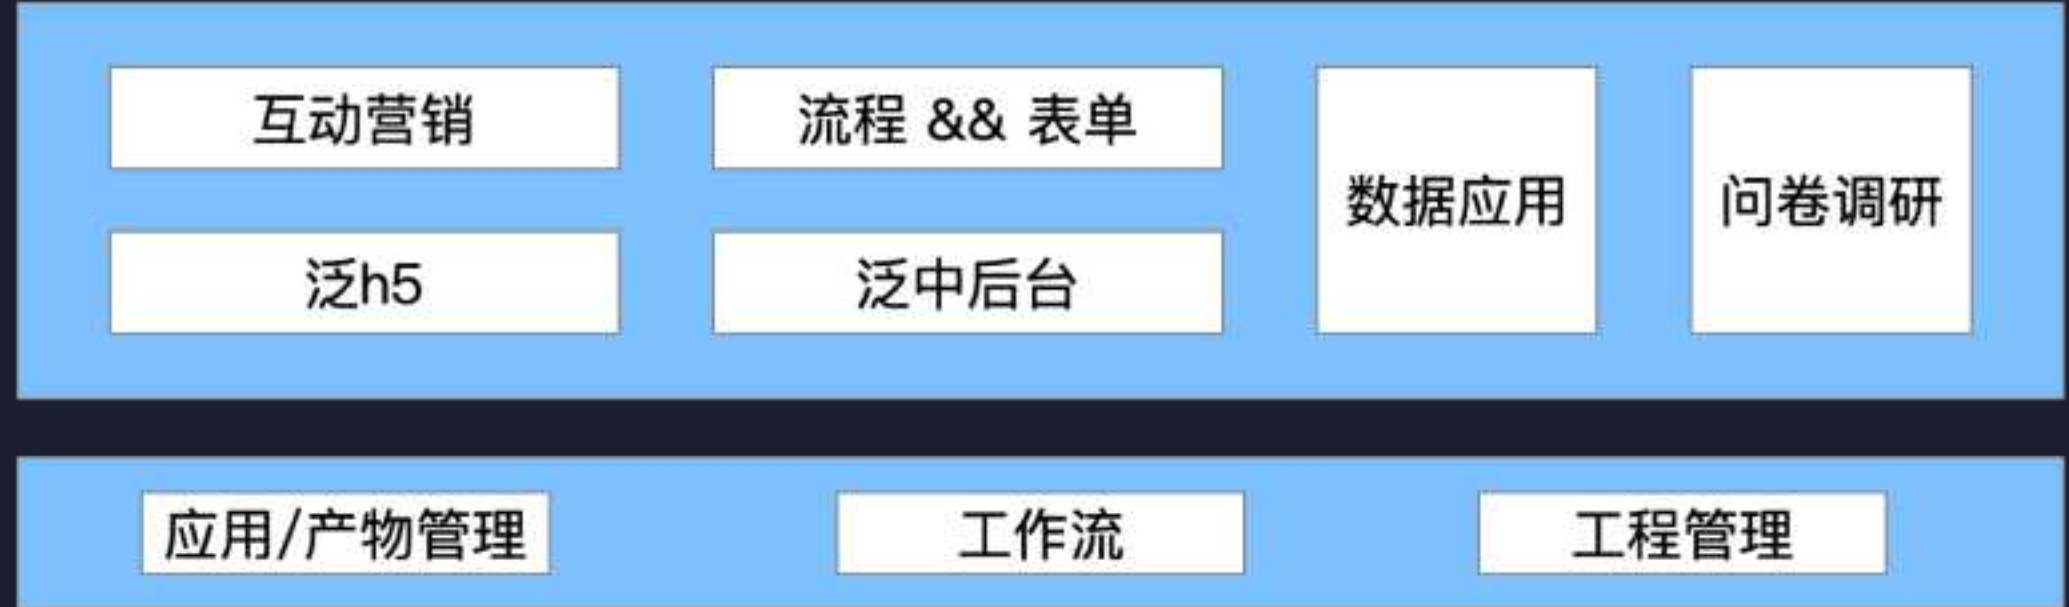 互动营销
流程 && 表单
数据应用
问卷调研
泛h5
泛中后台
应用/产物管理
工作流
工程管理